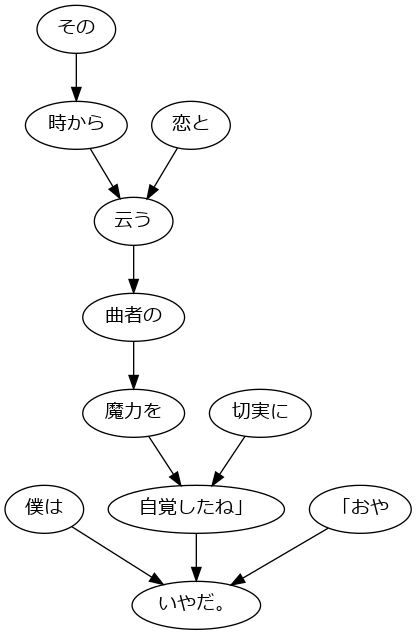 その
時から
恋と
云う
曲者の
魔力を
切実に
僕は
自覚したね」
「おや
いやだ。